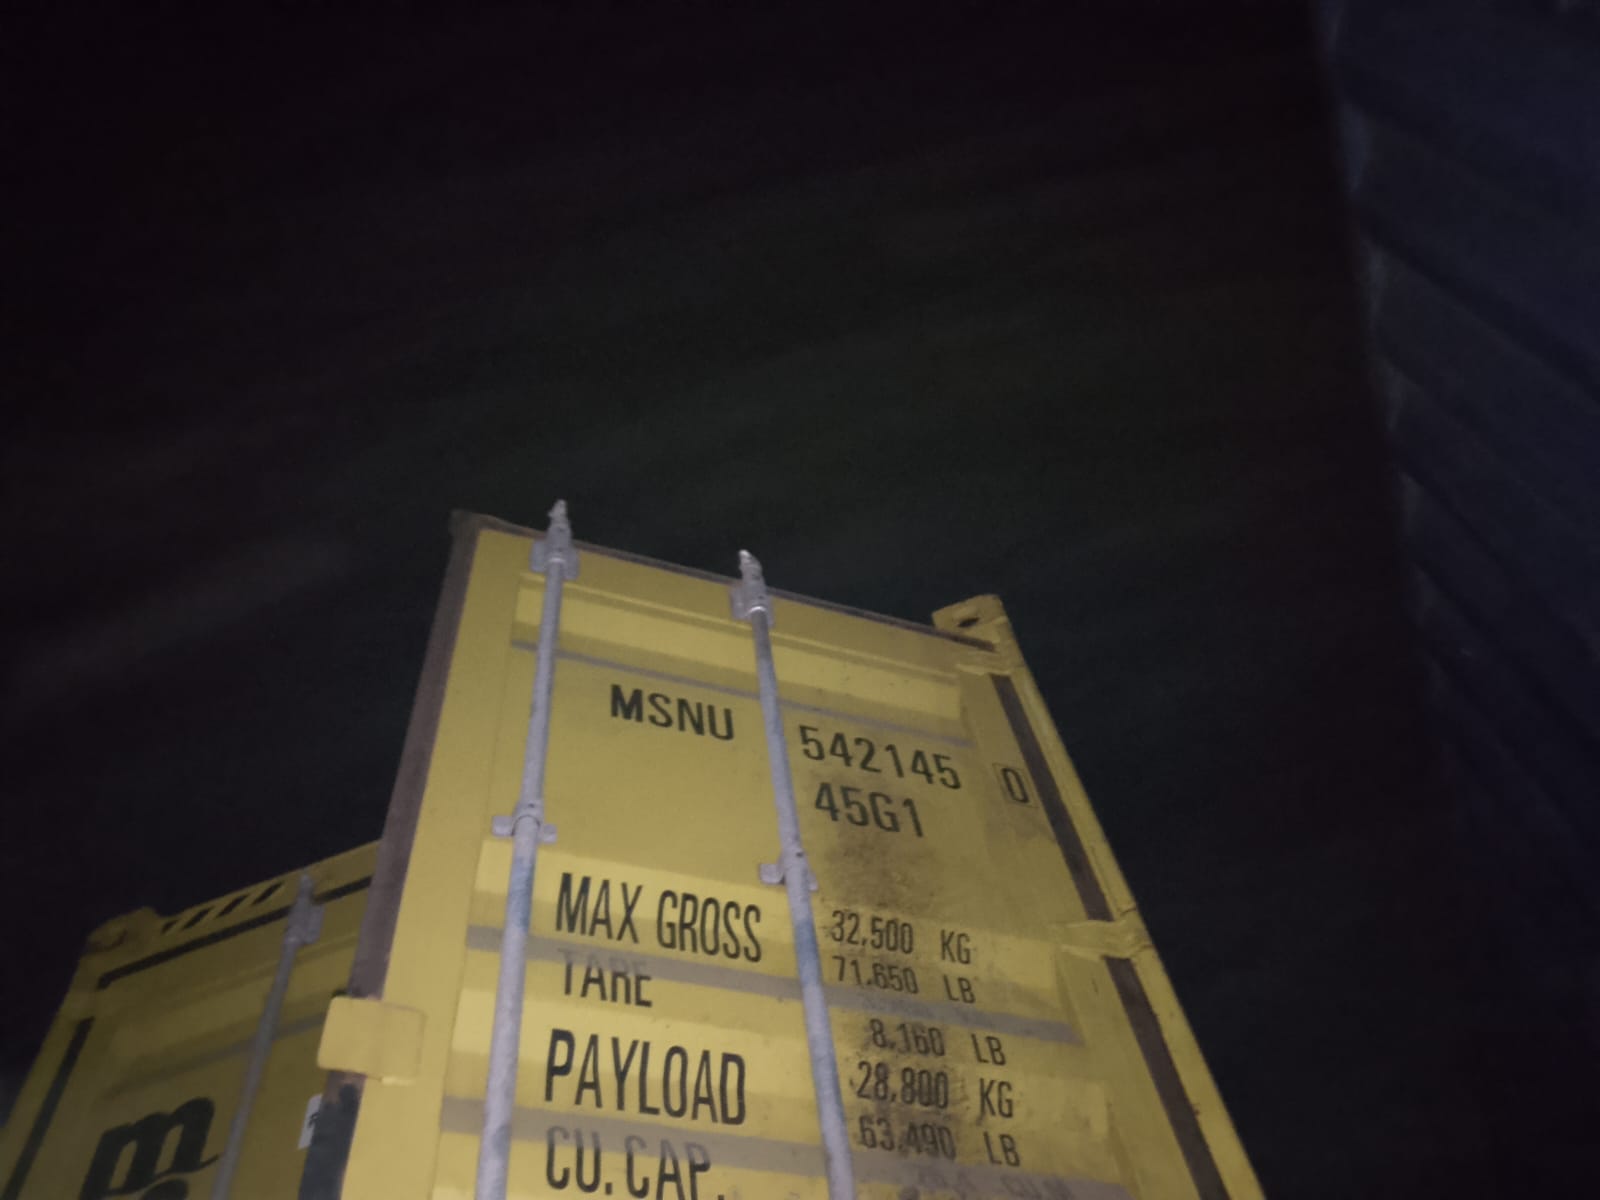 MSNU 542145 0
45G1
MAX GROSS 32,500 KG
71,650 LB
TARE
8,160 LB
PAYLOAD 28,800 KG
63,490 LB
CU. CAP.
m